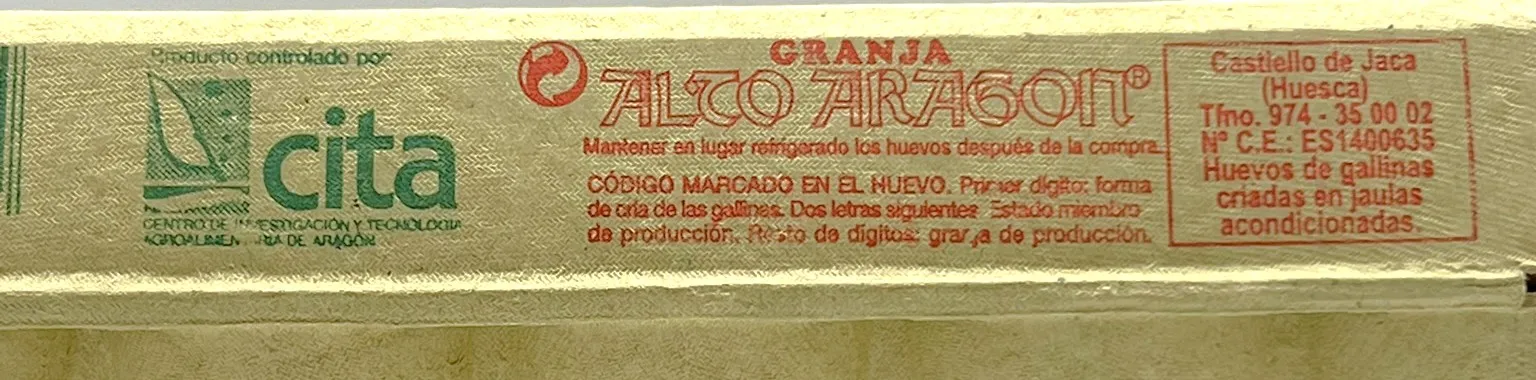 Producto controlado por
cita
CENTRO DE INVESTIGACIÓN Y TECNOLOGÍA
AGROALIMENTARIA DE ARAGÓN
GRANJA
ALTO ARAGON®
Mantener en lugar refrigerado los huevos después de la compra.
CÓDIGO MARCADO EN EL HUEVO. Primer dígito: forma
de cría de las gallinas. Dos letras siguientes: Estado miembro
de producción. Resto de dígitos: granja de producción.
Castiello de Jaca
(Huesca)
Tfno. 974 - 35 00 02
Nº C.E.: ES1400635
Huevos de gallinas
criadas en jaulas
acondicionadas.